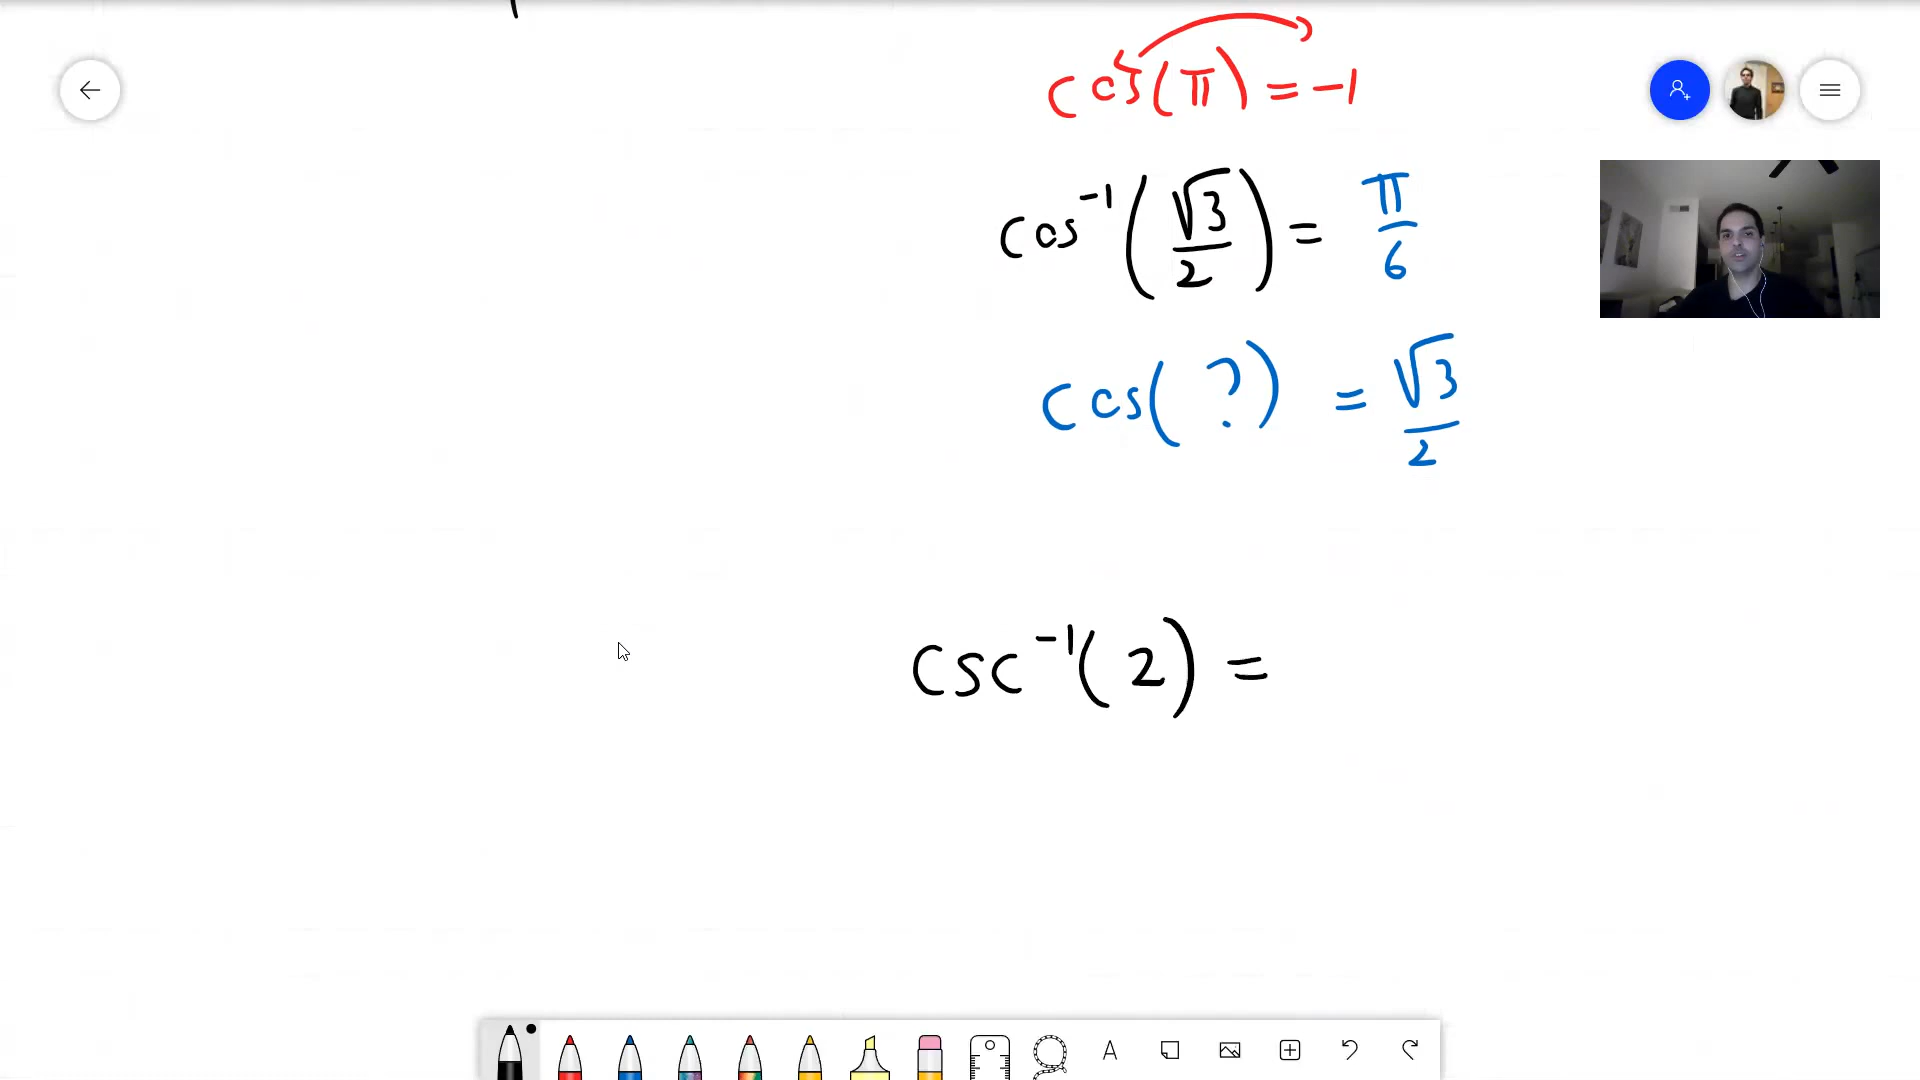 cos(π) = -1
cos⁻¹(√3/2) = π/6
cos(?) = √3/2
csc⁻¹(2) =
A